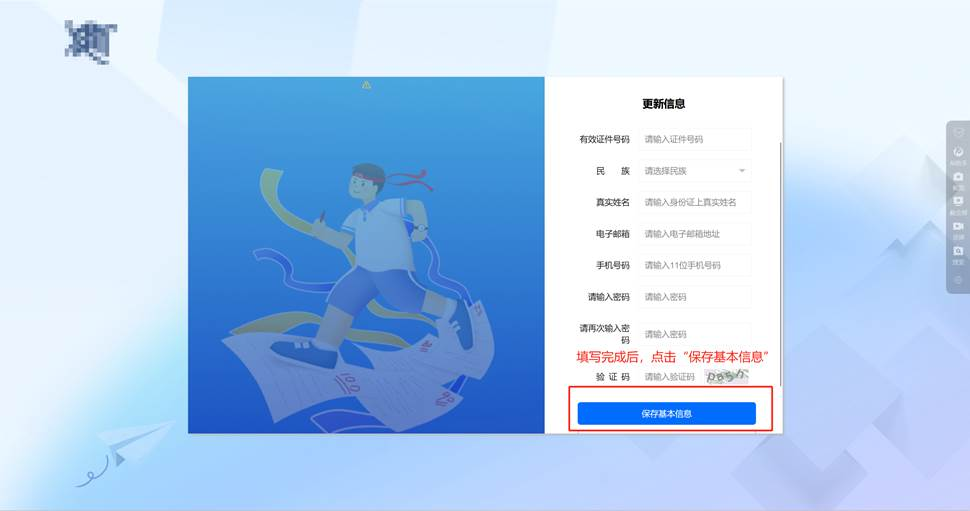 更新信息
有效证件号码 请输入证件号码
民 族 请选择民族
真实姓名 请输入身份证上真实姓名
电子邮箱 请输入电子邮箱地址
手机号码 请输入11位手机号码
请输入密码 请输入密码
请再次输入密码 请输入密码
填写完成后，点击“保存基本信息”
验 证 码 请输入验证码
保存基本信息
100